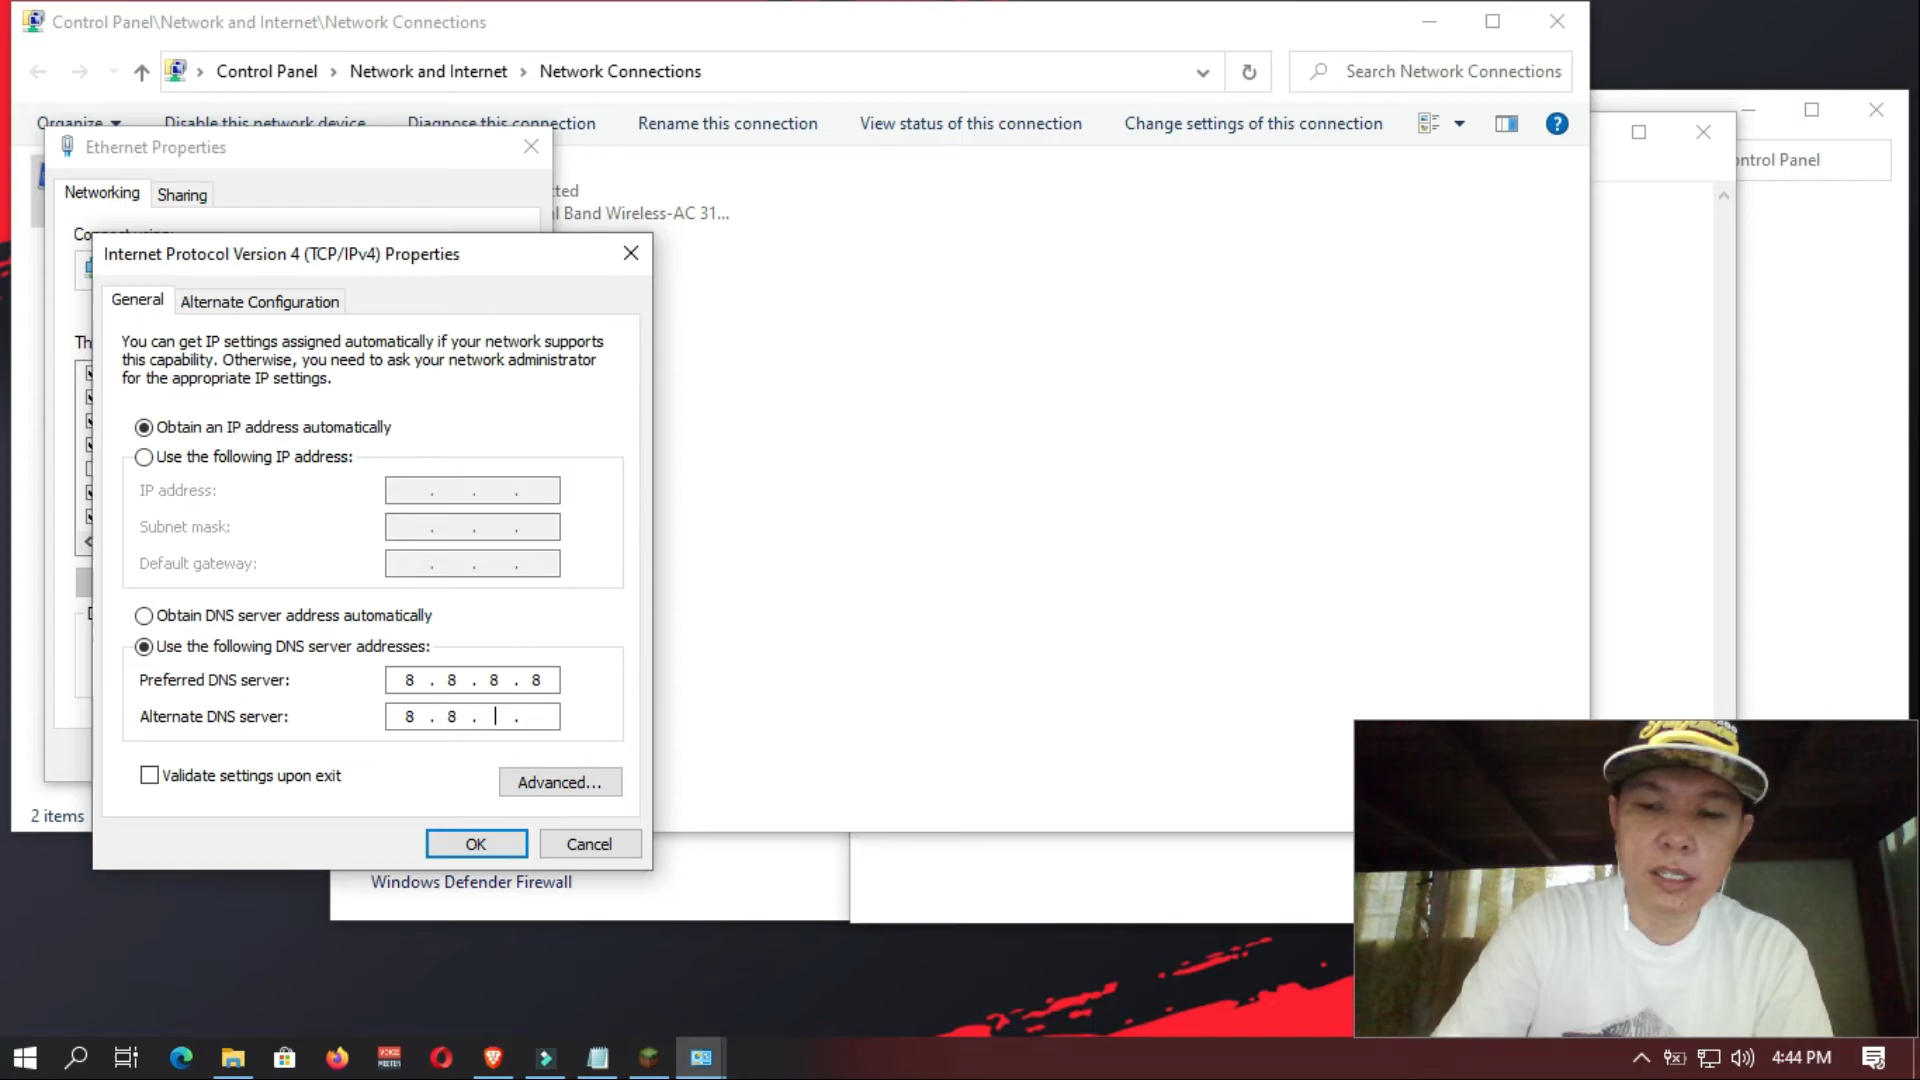 Control Panel\Network and Internet\Network Connections
Control Panel > Network and Internet > Network Connections
Search Network Connections
Organize
Disable this network device
Diagnose this connection
Rename this connection
View status of this connection
Change settings of this connection
Ethernet Properties
ntrol Panel
Networking
Sharing
cted
l Band Wireless-AC 31...
Connect using:
Internet Protocol Version 4 (TCP/IPv4) Properties
General
Alternate Configuration
Th
You can get IP settings assigned automatically if your network supports
this capability. Otherwise, you need to ask your network administrator
for the appropriate IP settings.
Obtain an IP address automatically
Use the following IP address:
IP address:
. . .
Subnet mask:
. . .
Default gateway:
. . .
Obtain DNS server address automatically
Use the following DNS server addresses:
Preferred DNS server:
8 . 8 . 8 . 8
Alternate DNS server:
8 . 8 . .
Validate settings upon exit
Advanced...
2 items
OK
Cancel
Windows Defender Firewall
VOICE
MEETER
4:44 PM